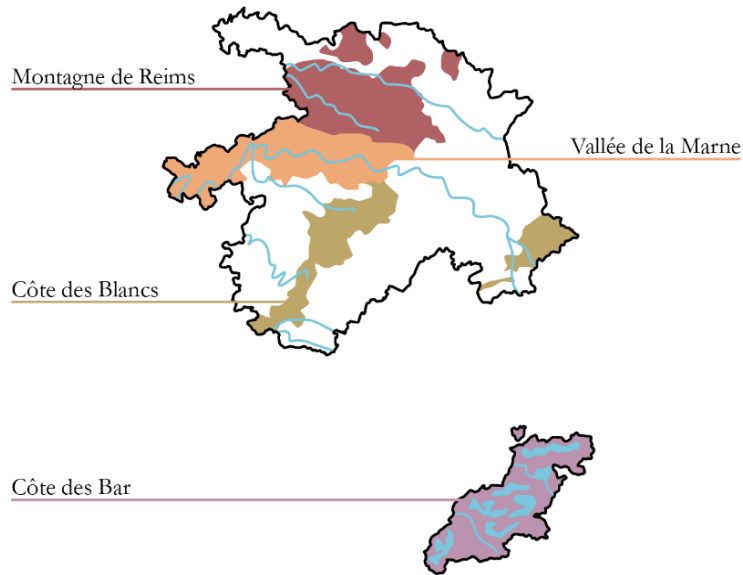 Montagne de Reims
Vallée de la Marne
Côte des Blancs
Côte des Bar